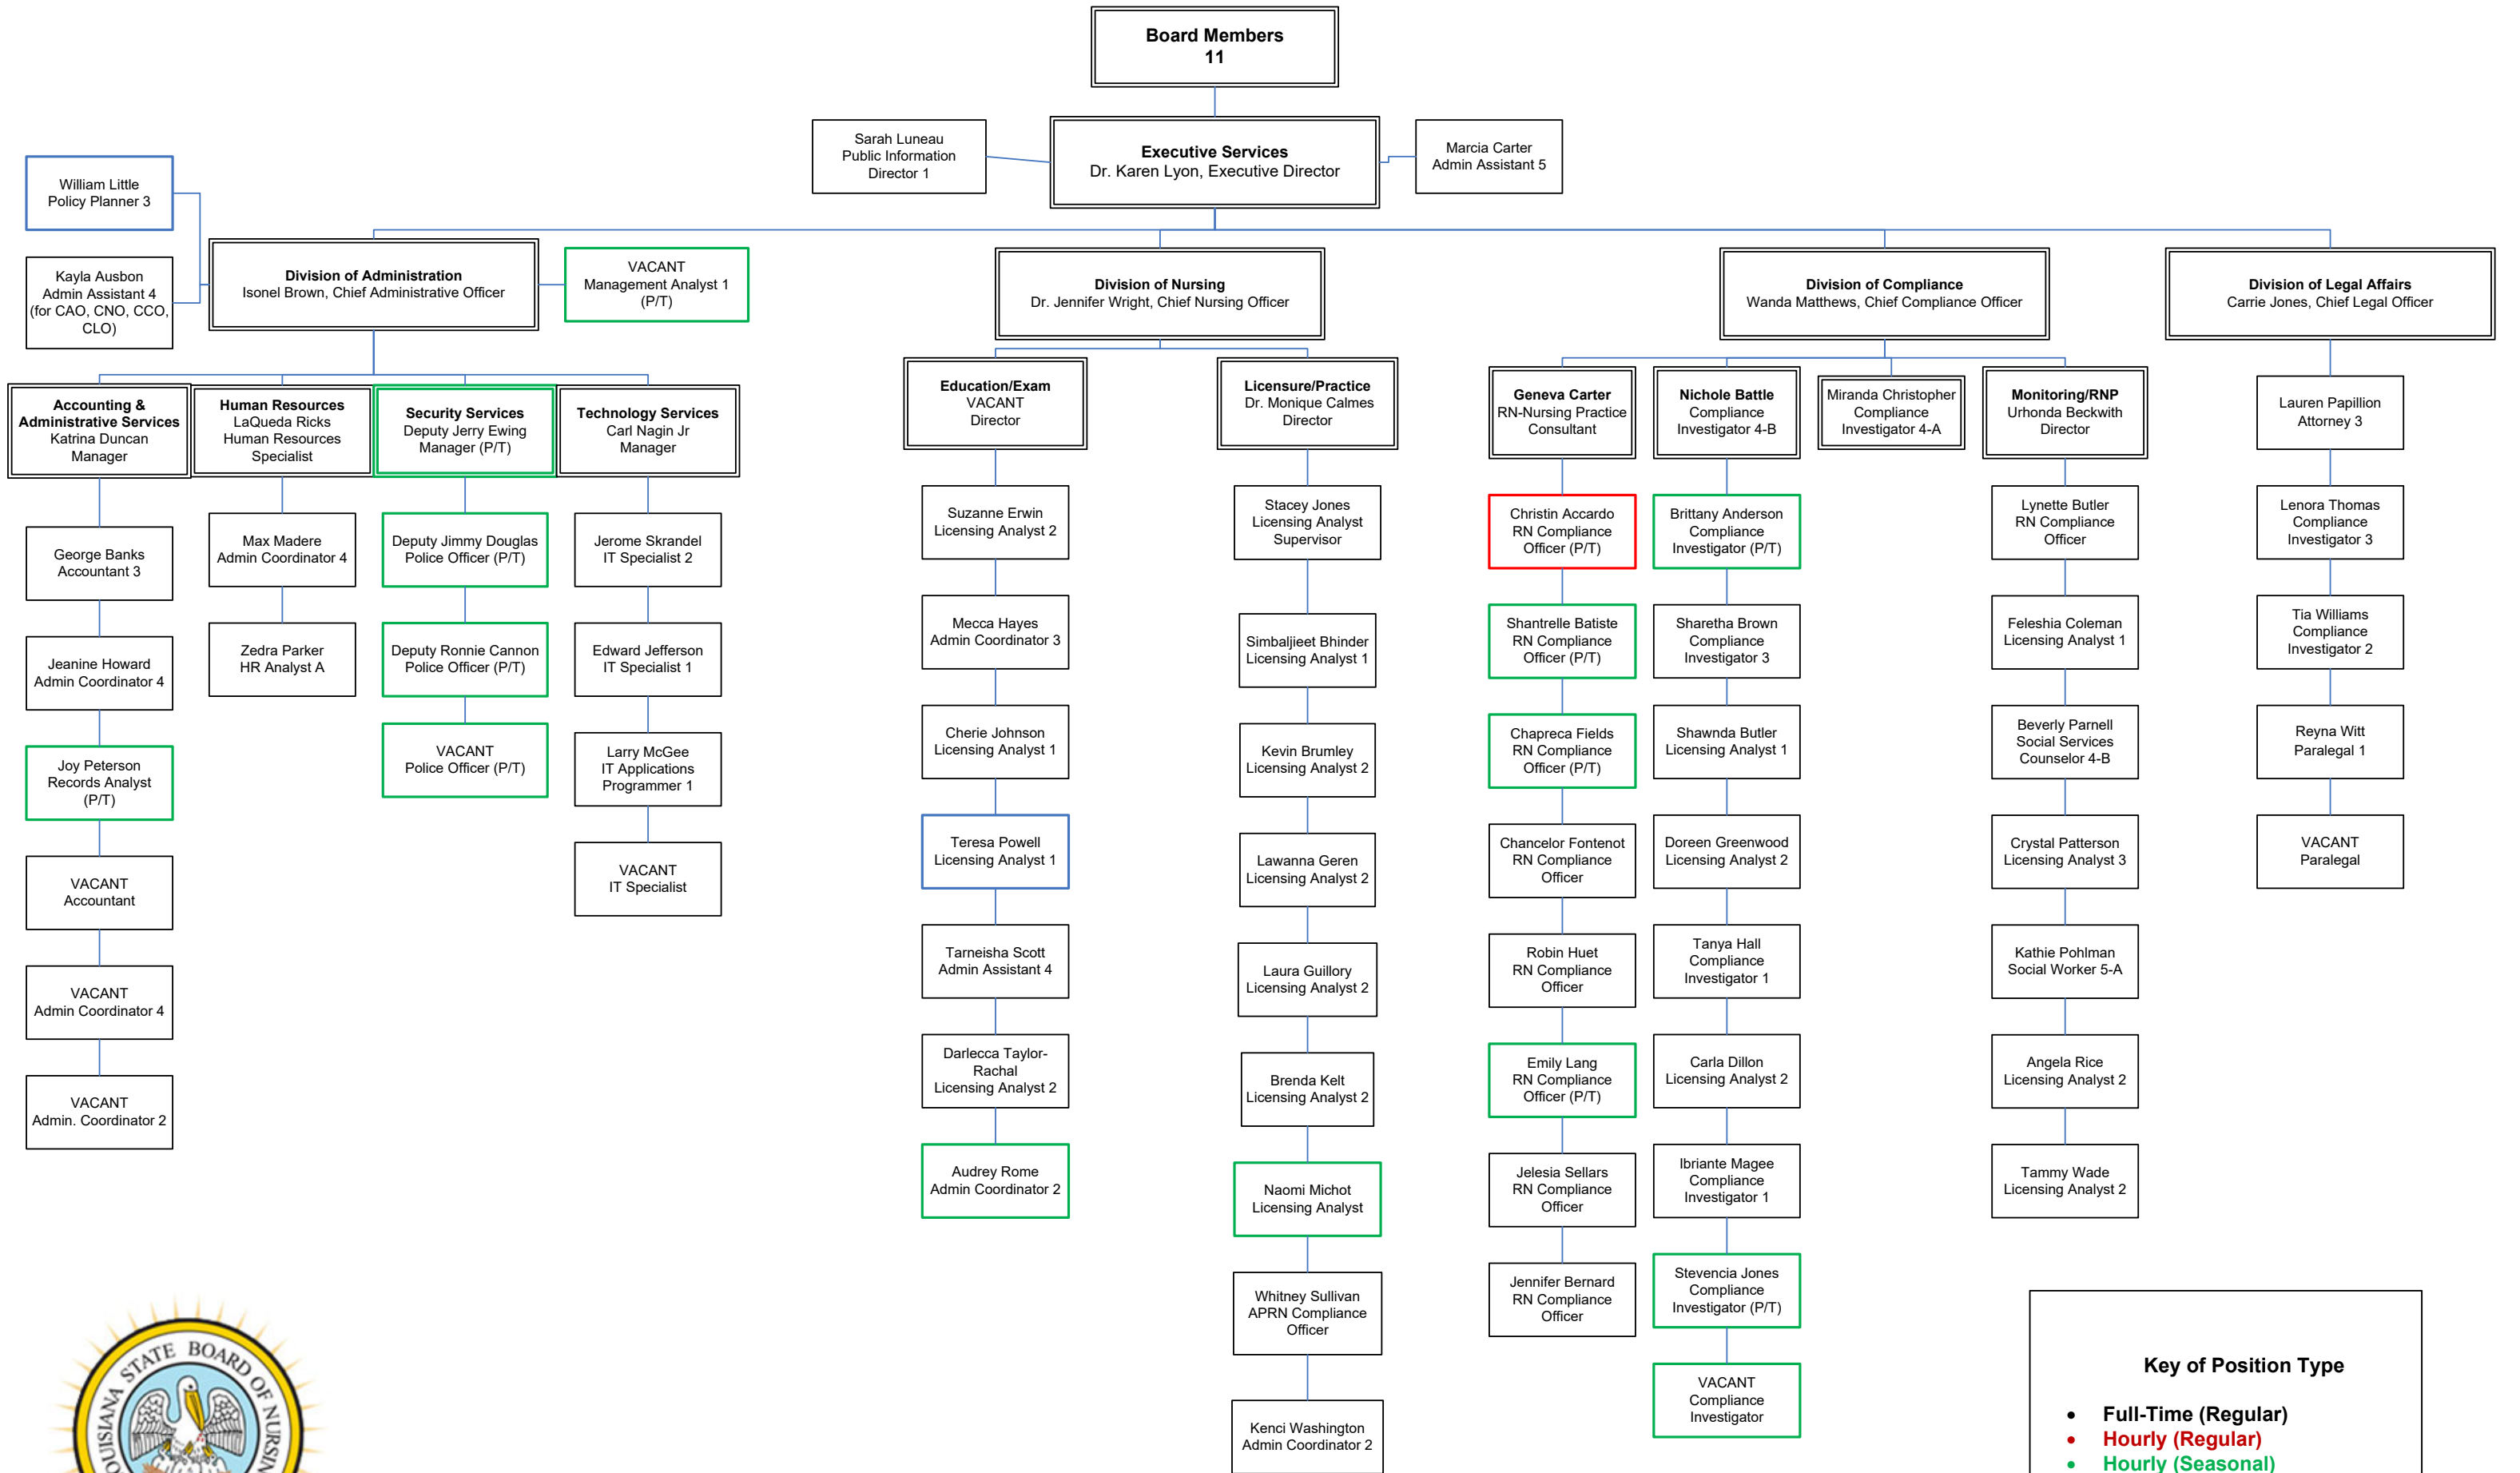 Board Members
11
Sarah Luneau
Public Information
Director 1
Executive Services
Dr. Karen Lyon, Executive Director
Marcia Carter
Admin Assistant 5
William Little
Policy Planner 3
Kayla Ausbon
Admin Assistant 4
(for CAO, CNO, CCO,
CLO)
Division of Administration
Isonel Brown, Chief Administrative Officer
VACANT
Management Analyst 1
(P/T)
Division of Nursing
Dr. Jennifer Wright, Chief Nursing Officer
Division of Compliance
Wanda Matthews, Chief Compliance Officer
Division of Legal Affairs
Carrie Jones, Chief Legal Officer
Accounting &
Administrative Services
Katrina Duncan
Manager
George Banks
Accountant 3
Jeanine Howard
Admin Coordinator 4
Joy Peterson
Records Analyst
(P/T)
VACANT
Accountant
VACANT
Admin Coordinator 4
VACANT
Admin. Coordinator 2
Human Resources
LaQueda Ricks
Human Resources
Specialist
Max Madere
Admin Coordinator 4
Zedra Parker
HR Analyst A
Security Services
Deputy Jerry Ewing
Manager (P/T)
Deputy Jimmy Douglas
Police Officer (P/T)
Deputy Ronnie Cannon
Police Officer (P/T)
VACANT
Police Officer (P/T)
Technology Services
Carl Nagin Jr
Manager
Jerome Skrandel
IT Specialist 2
Edward Jefferson
IT Specialist 1
Larry McGee
IT Applications
Programmer 1
VACANT
IT Specialist
Education/Exam
VACANT
Director
Suzanne Erwin
Licensing Analyst 2
Mecca Hayes
Admin Coordinator 3
Cherie Johnson
Licensing Analyst 1
Teresa Powell
Licensing Analyst 1
Tarneisha Scott
Admin Assistant 4
Darlecca Taylor-
Rachal
Licensing Analyst 2
Audrey Rome
Admin Coordinator 2
Licensure/Practice
Dr. Monique Calmes
Director
Stacey Jones
Licensing Analyst
Supervisor
Simbaljieet Bhinder
Licensing Analyst 1
Kevin Brumley
Licensing Analyst 2
Lawanna Geren
Licensing Analyst 2
Laura Guillory
Licensing Analyst 2
Brenda Kelt
Licensing Analyst 2
Naomi Michot
Licensing Analyst
Whitney Sullivan
APRN Compliance
Officer
Kenci Washington
Admin Coordinator 2
Geneva Carter
RN-Nursing Practice
Consultant
Christin Accardo
RN Compliance
Officer (P/T)
Shantrelle Batiste
RN Compliance
Officer (P/T)
Chapreca Fields
RN Compliance
Officer (P/T)
Chancelor Fontenot
RN Compliance
Officer
Robin Huet
RN Compliance
Officer
Emily Lang
RN Compliance
Officer (P/T)
Jelesia Sellars
RN Compliance
Officer
Jennifer Bernard
RN Compliance
Officer
Nichole Battle
Compliance
Investigator 4-B
Brittany Anderson
Compliance
Investigator (P/T)
Sharetha Brown
Compliance
Investigator 3
Shawnda Butler
Licensing Analyst 1
Doreen Greenwood
Licensing Analyst 2
Tanya Hall
Compliance
Investigator 1
Carla Dillon
Licensing Analyst 2
Ibriante Magee
Compliance
Investigator 1
Stevencia Jones
Compliance
Investigator (P/T)
VACANT
Compliance
Investigator
Miranda Christopher
Compliance
Investigator 4-A
Monitoring/RNP
Urhonda Beckwith
Director
Lynette Butler
RN Compliance
Officer
Feleshia Coleman
Licensing Analyst 1
Beverly Parnell
Social Services
Counselor 4-B
Crystal Patterson
Licensing Analyst 3
Kathie Pohlman
Social Worker 5-A
Angela Rice
Licensing Analyst 2
Tammy Wade
Licensing Analyst 2
Lauren Papillion
Attorney 3
Lenora Thomas
Compliance
Investigator 3
Tia Williams
Compliance
Investigator 2
Reyna Witt
Paralegal 1
VACANT
Paralegal
OUISIANA STATE BOARD OF NURSIN
Key of Position Type
• Full-Time (Regular)
• Hourly (Regular)
• Hourly (Seasonal)